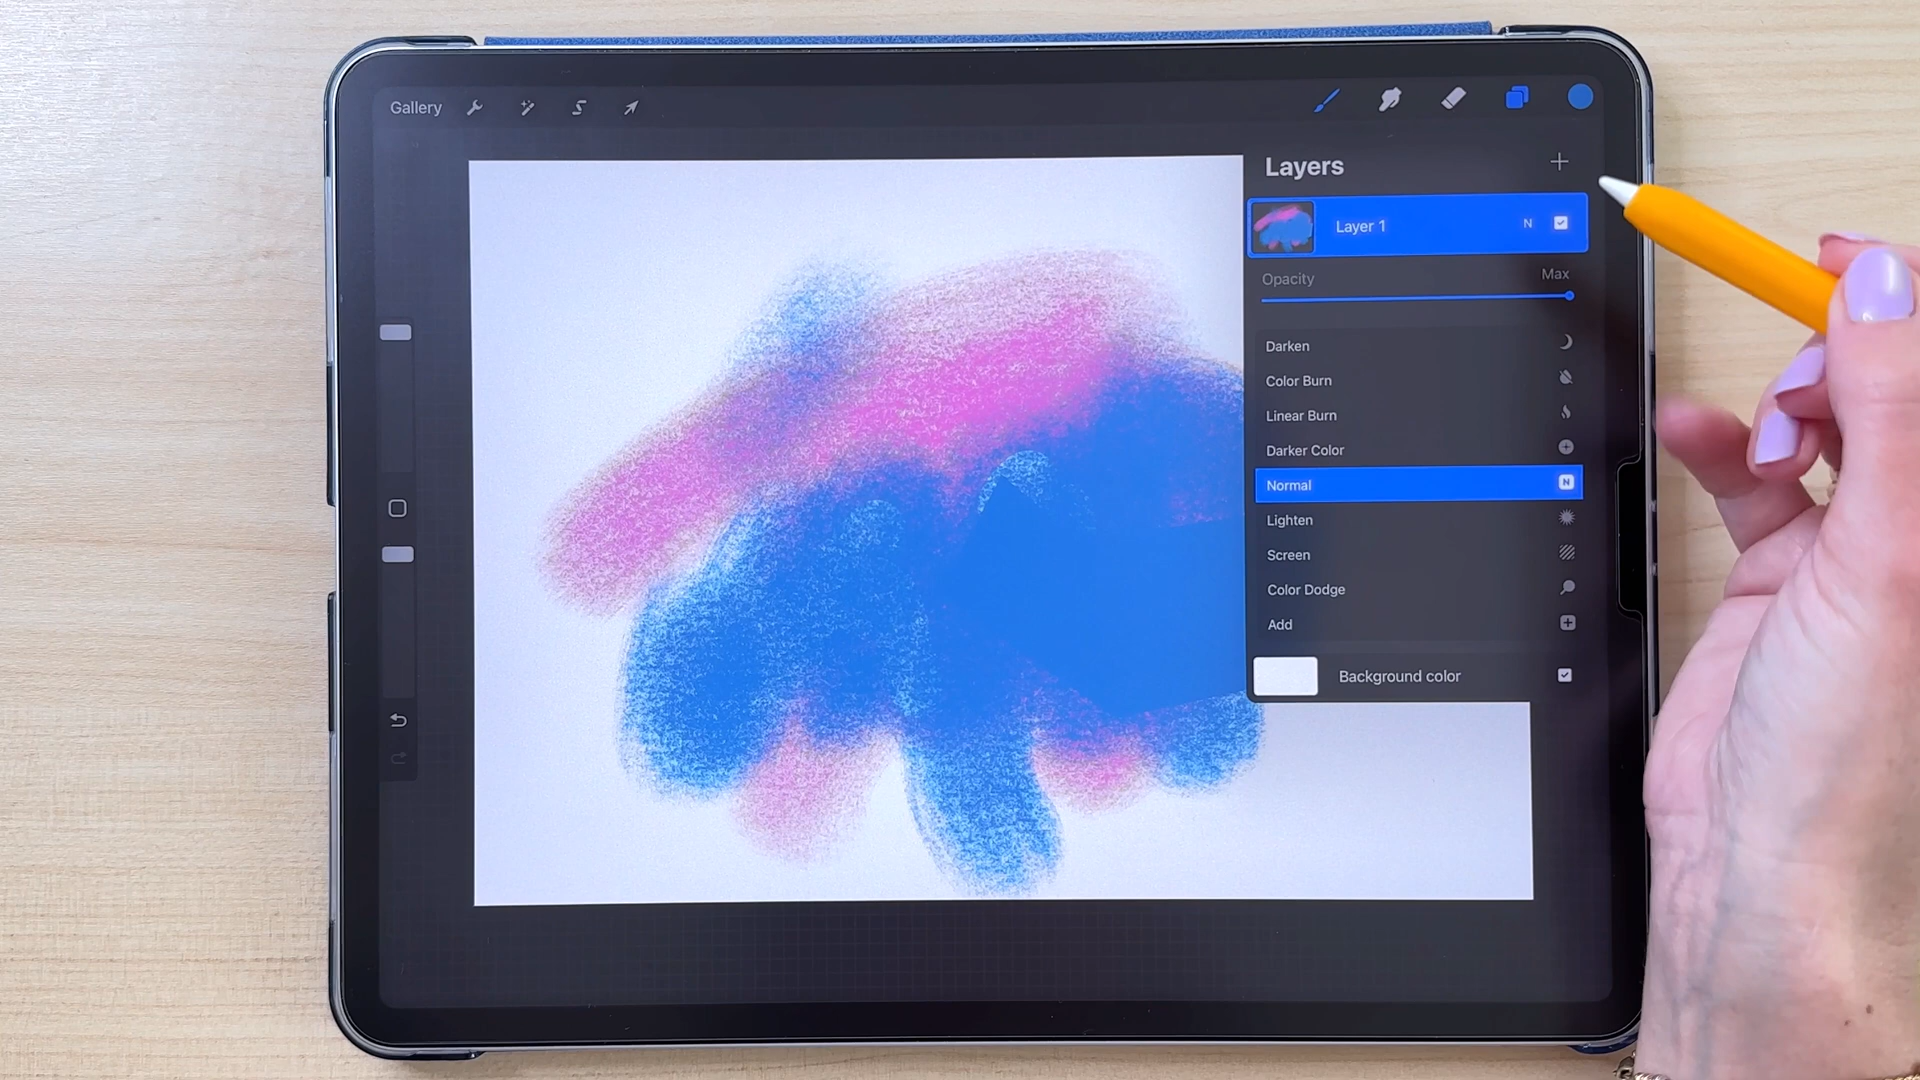 Gallery
Layers
Layer 1 N
Opacity Max
Darken
Color Burn
Linear Burn
Darker Color
Normal N
Lighten
Screen
Color Dodge
Add
Background color